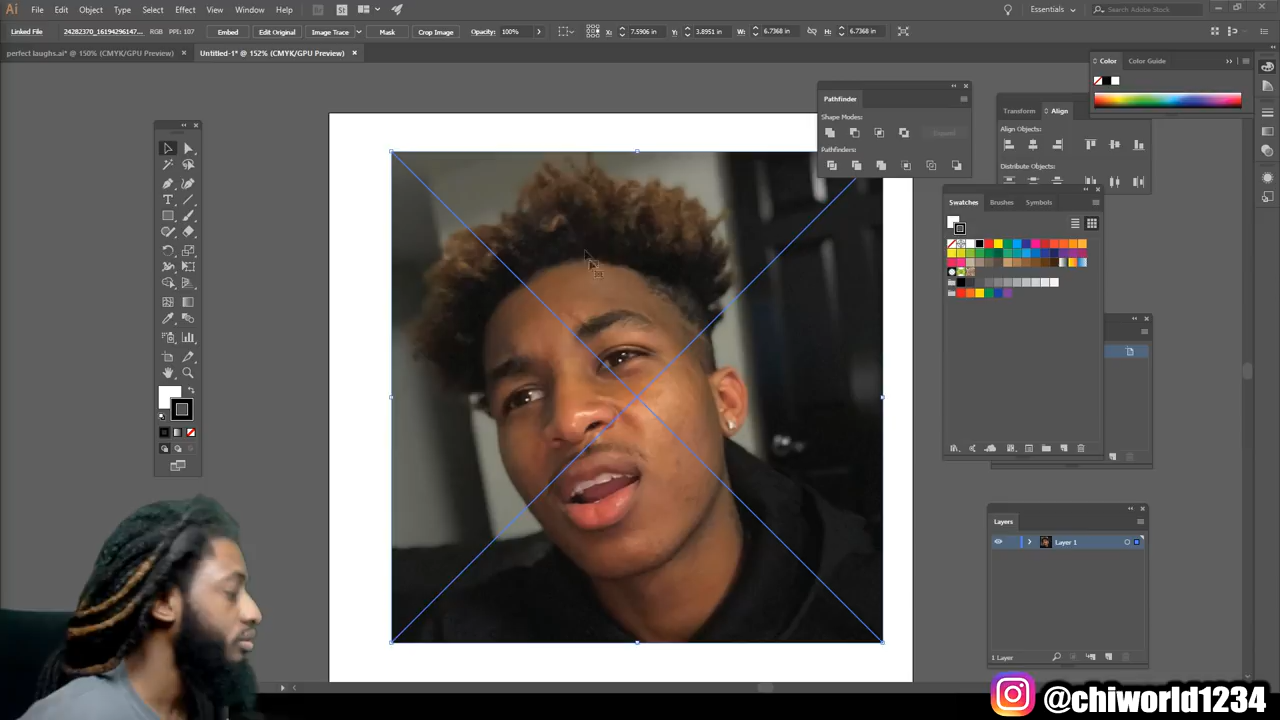 Ai File Edit Object Type Select Effect View Window Help Br St Essentials Search Adobe Stock
Linked File 24282370_16194296147... RGB PPI: 107 Embed Edit Original Image Trace Mask Crop Image Opacity: 100% X: 7.5906 in Y: 3.8951 in W: 6.7368 in H: 6.7368 in
perfect laughs.ai* @ 150% (CMYK/GPU Preview) × Untitled-1* @ 152% (CMYK/GPU Preview) ×
Color Color Guide
Pathfinder
Shape Modes:
Expand
Pathfinders:
Transform Align
Align Objects:
Distribute Objects:
Swatches Brushes Symbols
Layers
Layer 1
1 Layer
@chiworld1234